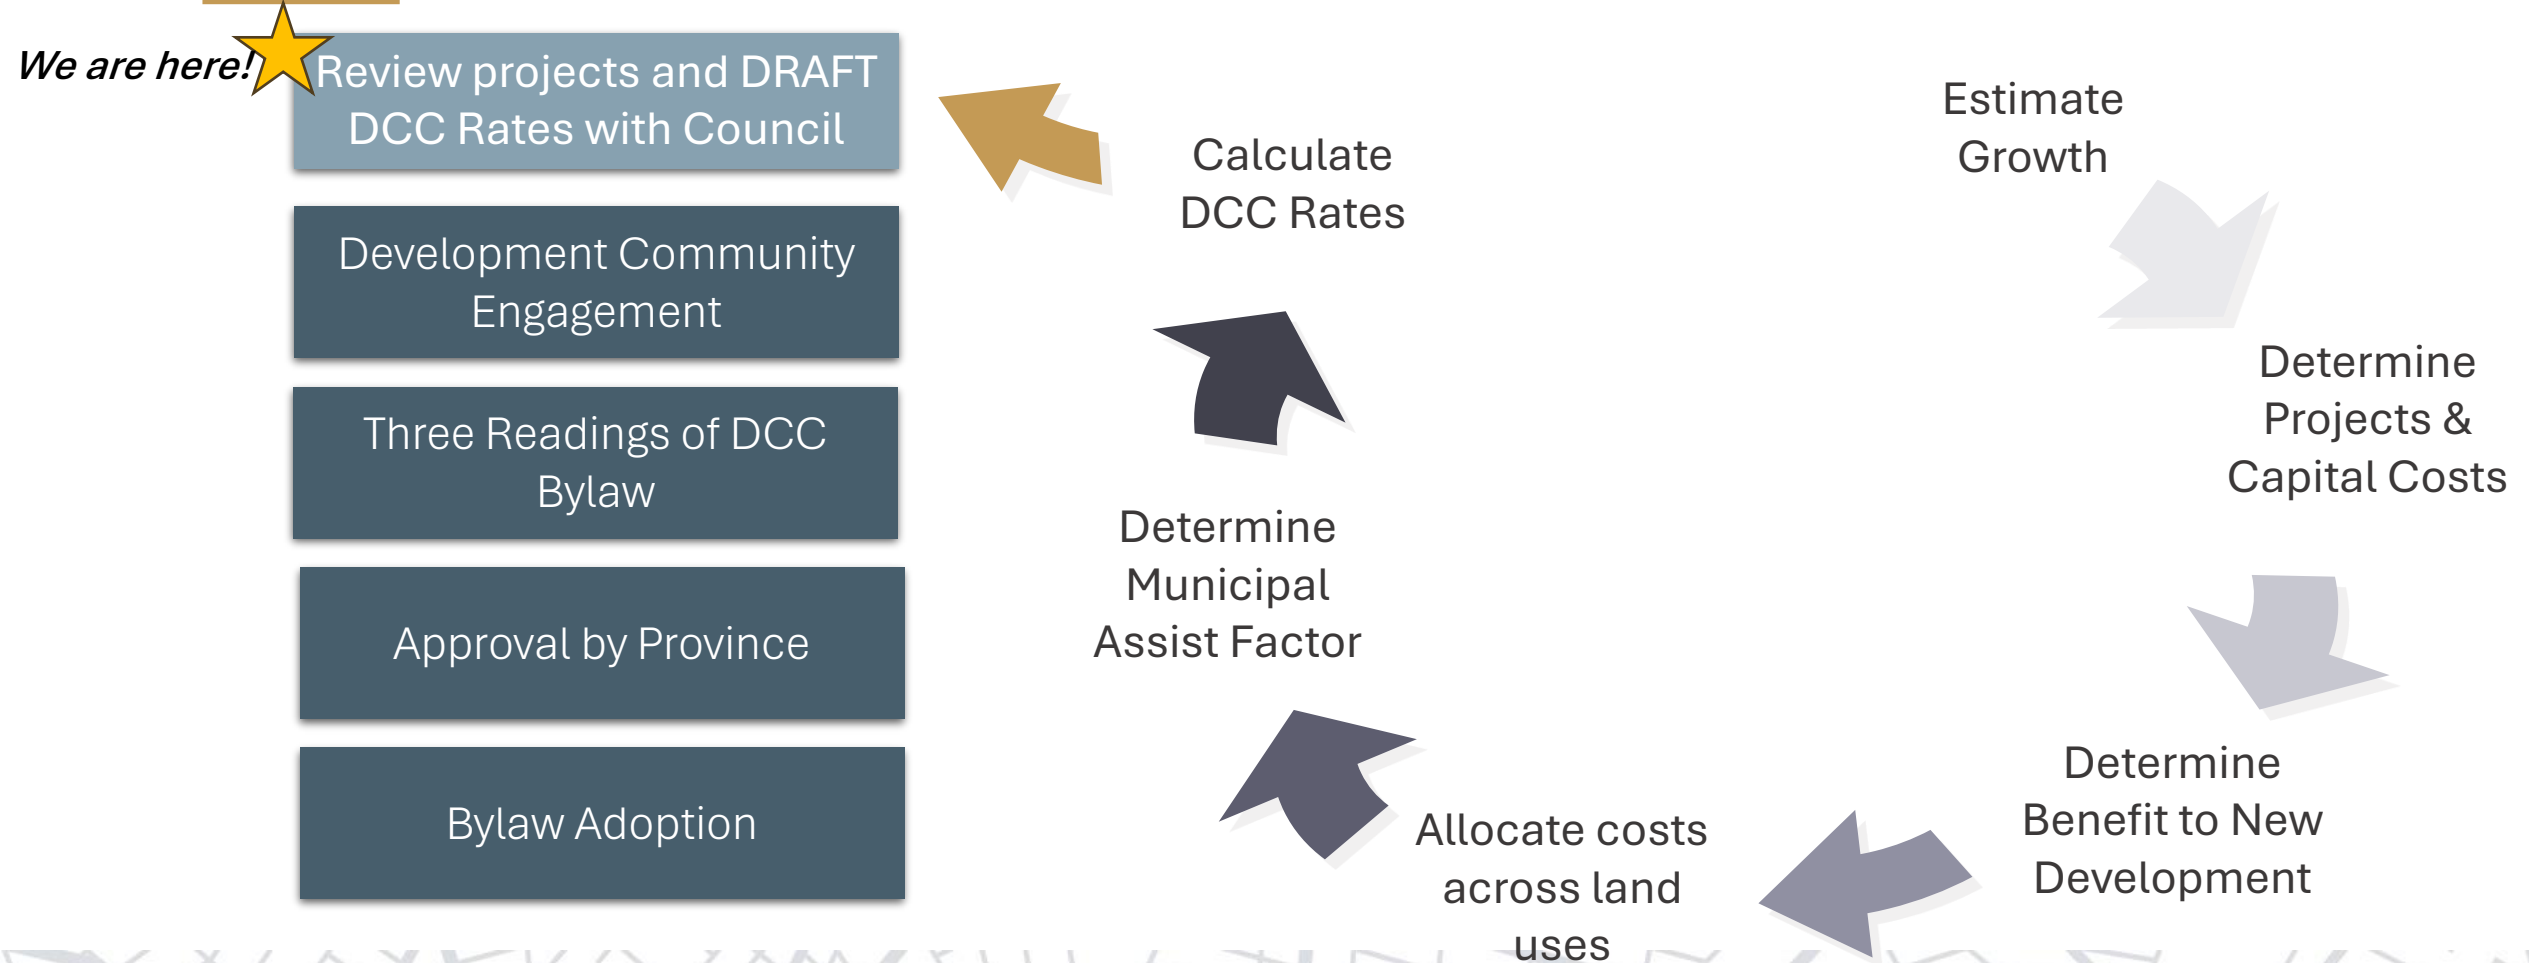 We are here!
Review projects and DRAFT
DCC Rates with Council
Development Community
Engagement
Three Readings of DCC
Bylaw
Approval by Province
Bylaw Adoption
Calculate
DCC Rates
Determine
Municipal
Assist Factor
Allocate costs
across land
uses
Estimate
Growth
Determine
Projects &
Capital Costs
Determine
Benefit to New
Development